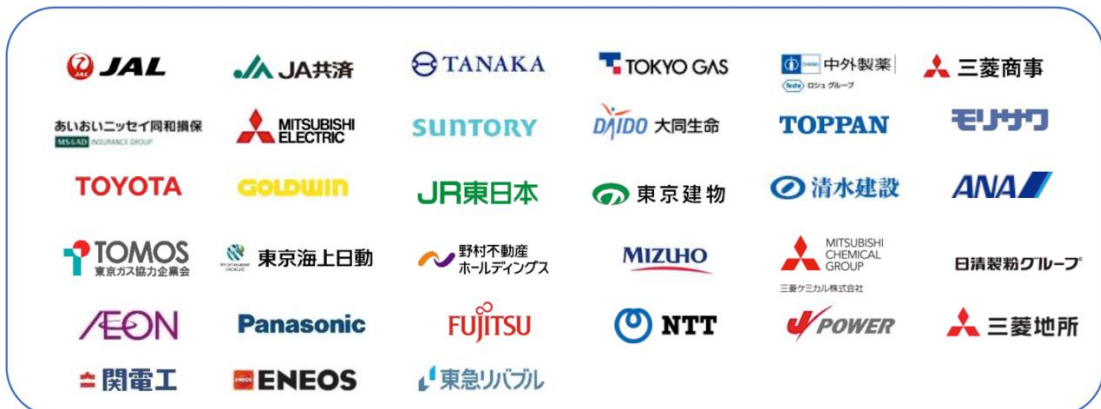 JAL JA共済 TANAKA TOKYO GAS 中外製薬 三菱商事
JAL
Roche ロシュ グループ
あいおいニッセイ同和損保 MITSUBISHI ELECTRIC SUNTORY DAIDO 大同生命 TOPPAN モリサワ
MS&AD INSURANCE GROUP
TOYOTA GOLDWIN JR東日本 東京建物 清水建設 ANA
TOMOS 東京海上日動 野村不動産 MIZUHO MITSUBISHI
東京ガス協力企業会 ホールディングス CHEMICAL
GROUP 日清製粉グループ
三菱ケミカル株式会社
ÆON Panasonic FUJITSU NTT J POWER 三菱地所
関電工 ENEOS 東急リバブル